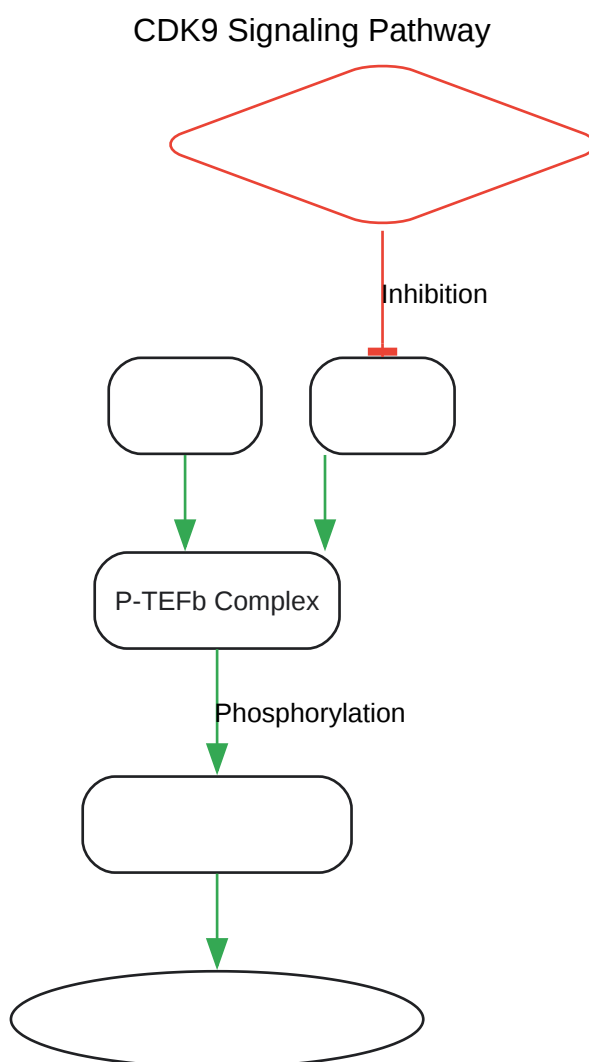 CDK9 Signaling Pathway
Inhibition
P-TEFb Complex
Phosphorylation